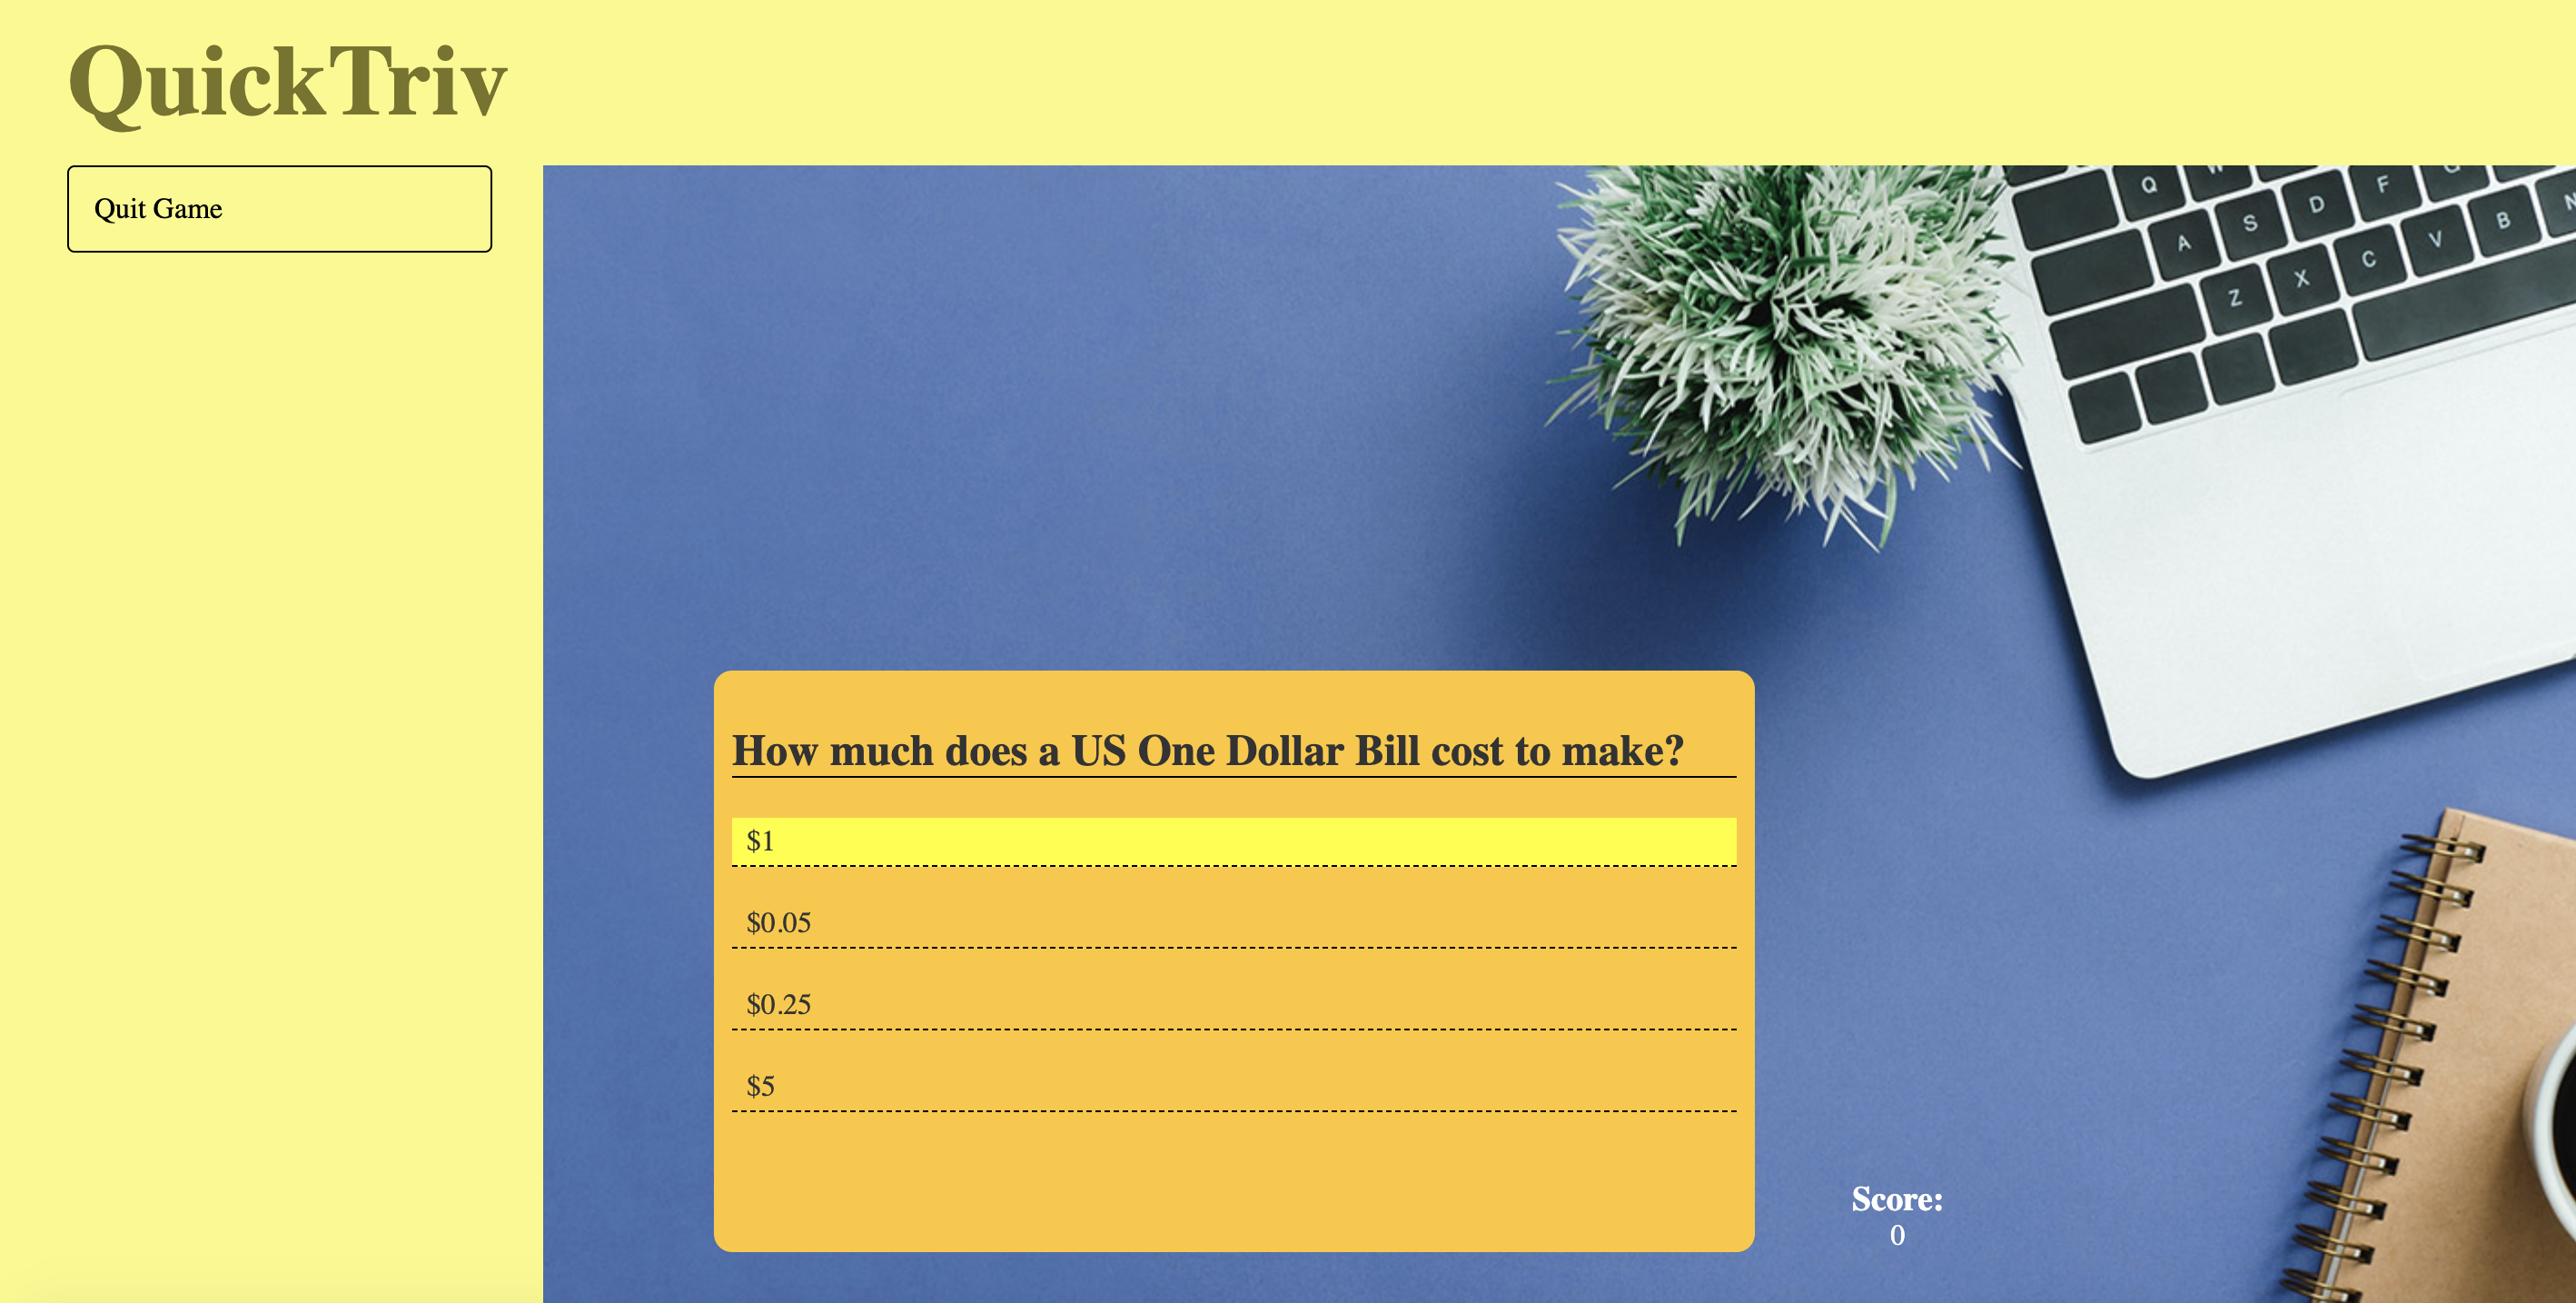 QuickTriv
Quit Game
Q W
A S D F G
Z X C V B N
How much does a US One Dollar Bill cost to make?
$1
$0.05
$0.25
$5
Score:
0